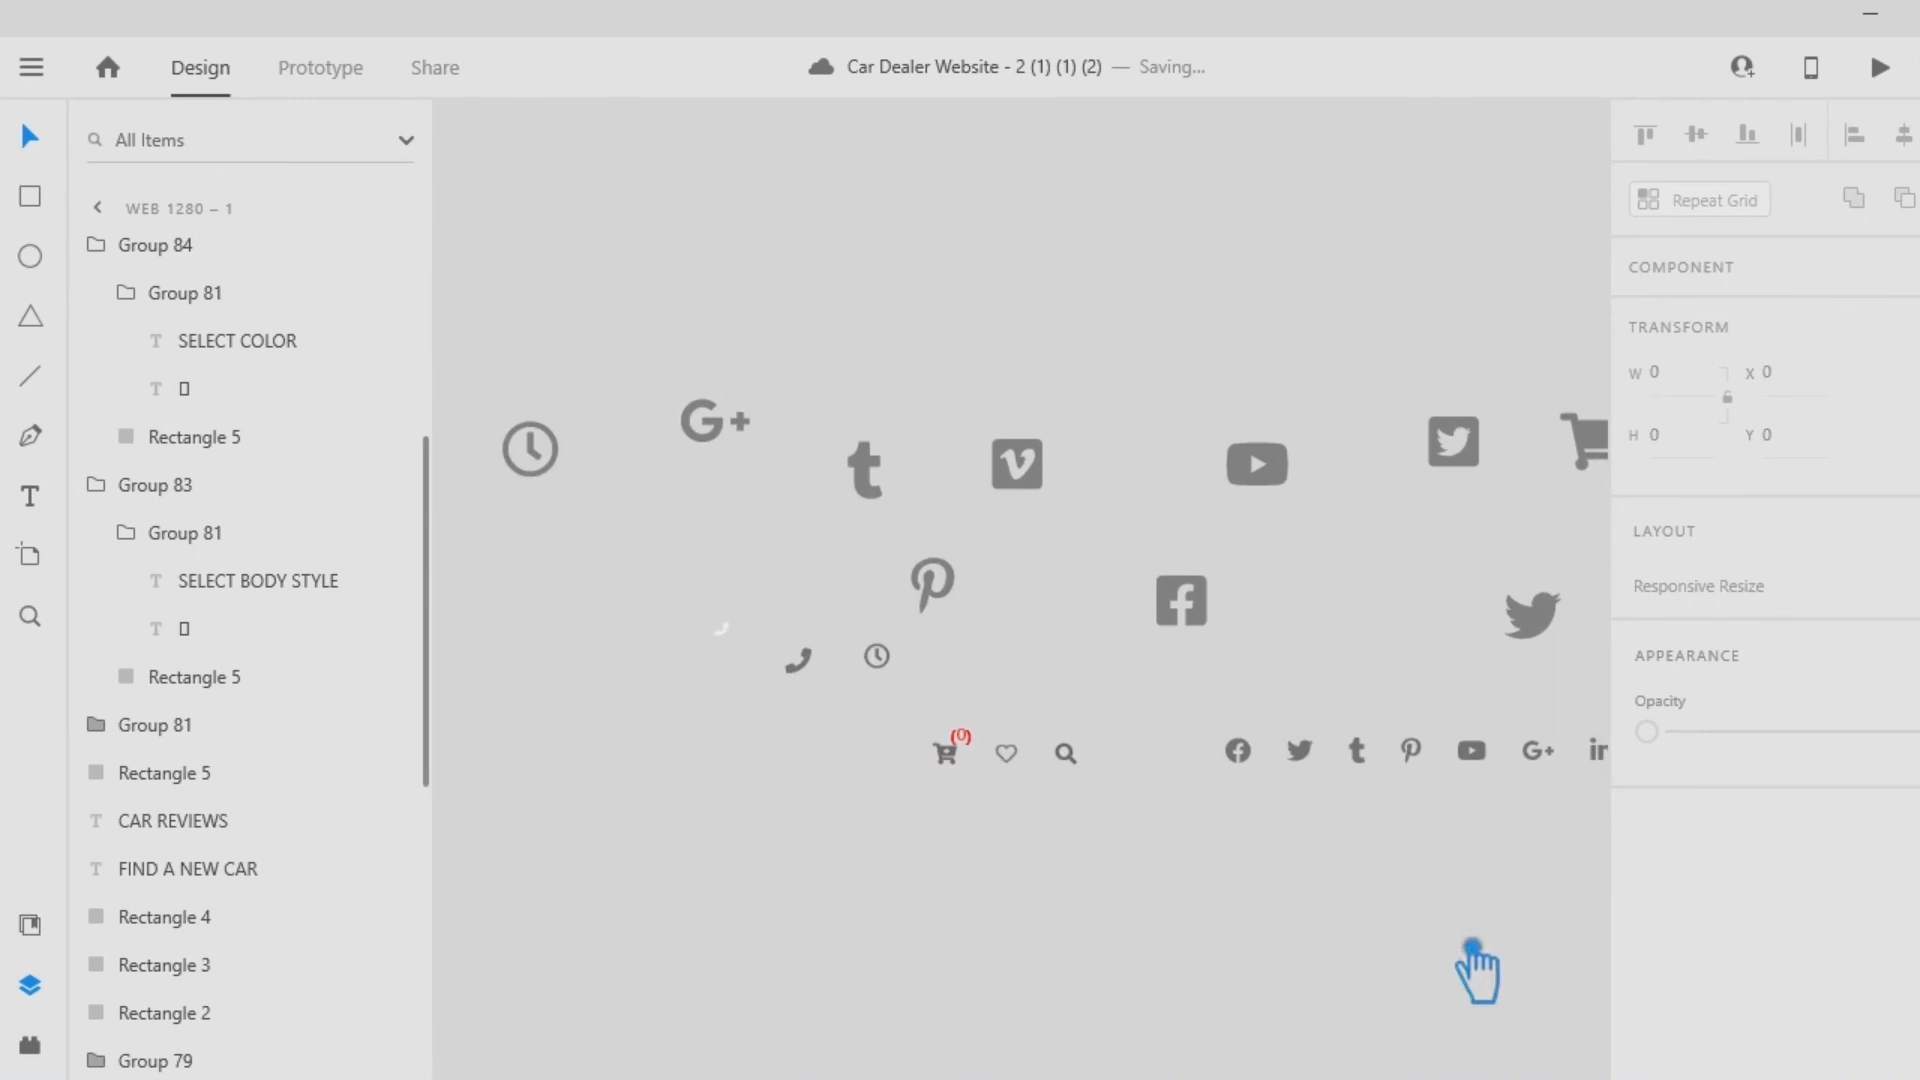 Design Prototype Share
Car Dealer Website - 2 (1) (1) (2) — Saving...
All Items
WEB 1280 – 1
Group 84
Group 81
SELECT COLOR
Rectangle 5
Group 83
Group 81
SELECT BODY STYLE
Rectangle 5
Group 81
Rectangle 5
CAR REVIEWS
FIND A NEW CAR
Rectangle 4
Rectangle 3
Rectangle 2
Group 79
(0)
Repeat Grid
COMPONENT
TRANSFORM
W 0 X 0
H 0 Y 0
LAYOUT
Responsive Resize
APPEARANCE
Opacity